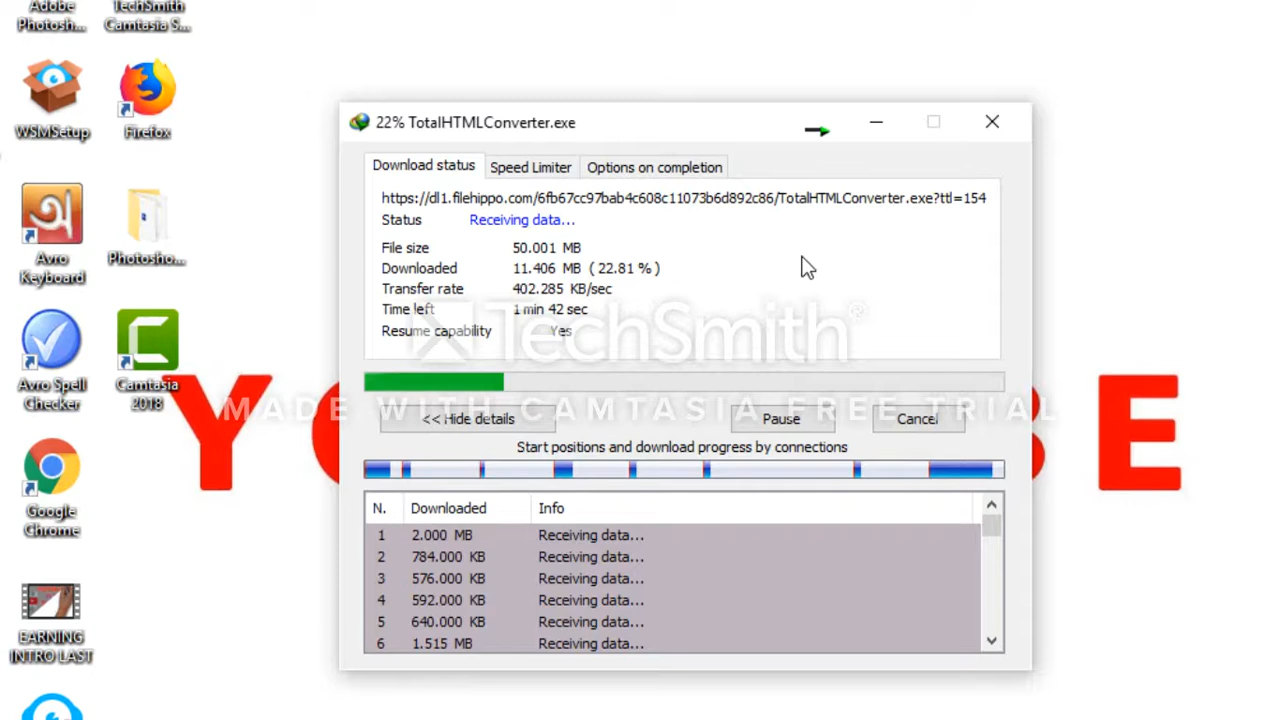 Adobe
Photosh...
TechSmith
Camtasia S...
WSMSetup
Firefox
Avro
Keyboard
Photosho...
Avro Spell
Checker
Camtasia
2018
Google
Chrome
EARNING
INTRO LAST
22% TotalHTMLConverter.exe
Download status
Speed Limiter
Options on completion
https://dl1.filehippo.com/6fb67cc97bab4c608c11073b6d892c86/TotalHTMLConverter.exe?ttl=154
Status Receiving data...
File size 50.001 MB
Downloaded 11.406 MB ( 22.81 % )
Transfer rate 402.285 KB/sec
Time left 1 min 42 sec
Resume capability Yes
TechSmith®
MADE WITH CAMTASIA FREE TRIAL
<< Hide details
Pause
Cancel
Start positions and download progress by connections
N. Downloaded Info
1 2.000 MB Receiving data...
2 784.000 KB Receiving data...
3 576.000 KB Receiving data...
4 592.000 KB Receiving data...
5 640.000 KB Receiving data...
6 1.515 MB Receiving data...